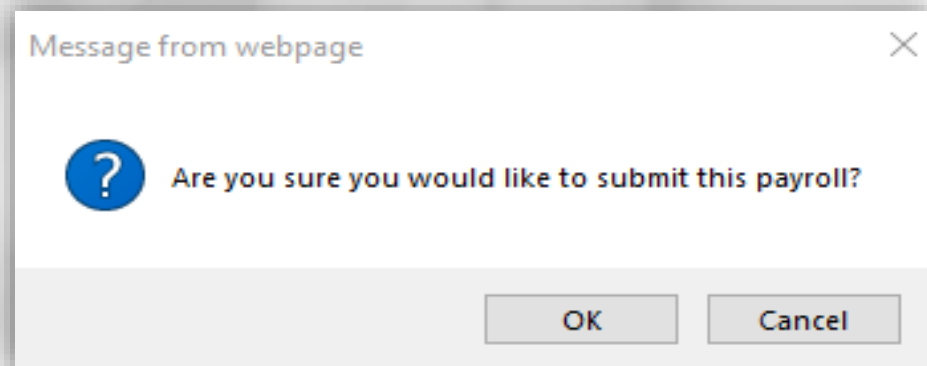 Message from webpage
? Are you sure you would like to submit this payroll?
OK Cancel